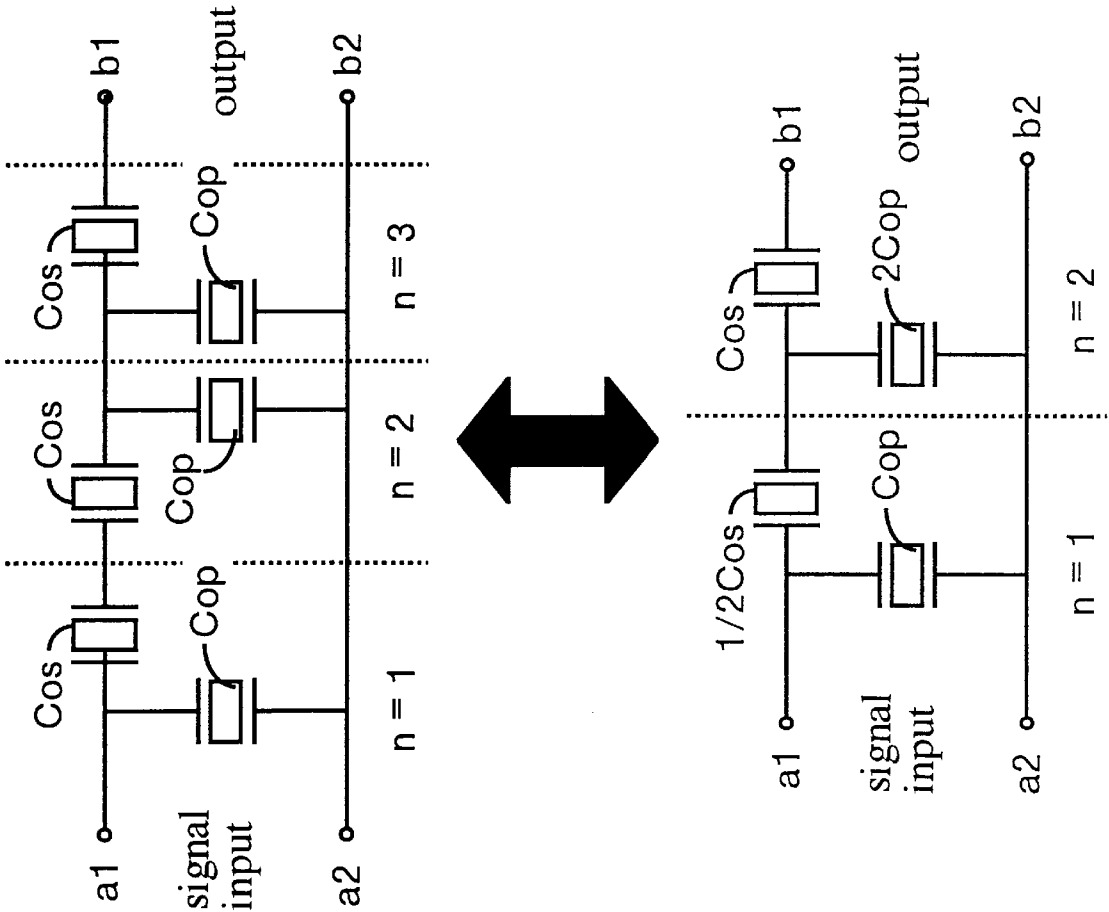 a1
signal
input
a2
Cos
Cop
n = 1
Cos
Cop
n = 2
Cos
Cop
n = 3
b1
output
b2
a1
signal
input
a2
1/2Cos
Cop
n = 1
Cos
2Cop
n = 2
b1
output
b2